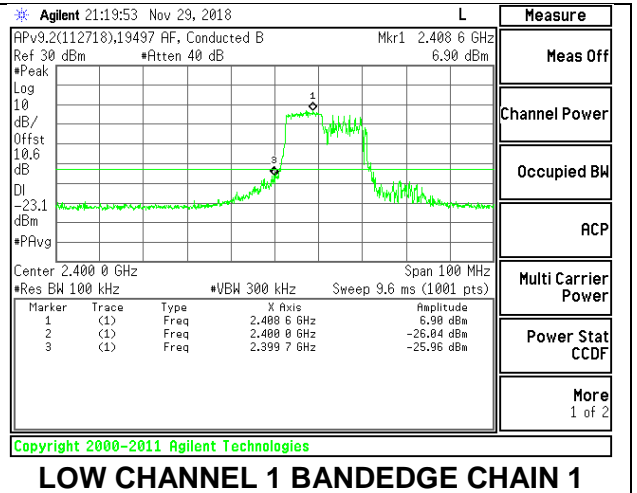 Agilent 21:19:53 Nov 29, 2018 L
Measure
APv9.2(112718),19497 AF, Conducted B Mkr1 2.408 6 GHz
Ref 30 dBm #Atten 40 dB 6.90 dBm
Meas Off
#Peak
Log
10
dB/
Offst
10.6
dB
DI
-23.1
dBm
#PAvg
1
3
Channel Power
Occupied BW
ACP
Center 2.400 0 GHz Span 100 MHz
#Res BW 100 kHz #VBW 300 kHz Sweep 9.6 ms (1001 pts)
Multi Carrier
Power
Marker Trace Type X Axis Amplitude
1 (1) Freq 2.408 6 GHz 6.90 dBm
2 (1) Freq 2.400 0 GHz -26.04 dBm
3 (1) Freq 2.399 7 GHz -25.96 dBm
Power Stat
CCDF
More
1 of 2
Copyright 2000-2011 Agilent Technologies
LOW CHANNEL 1 BANDEDGE CHAIN 1